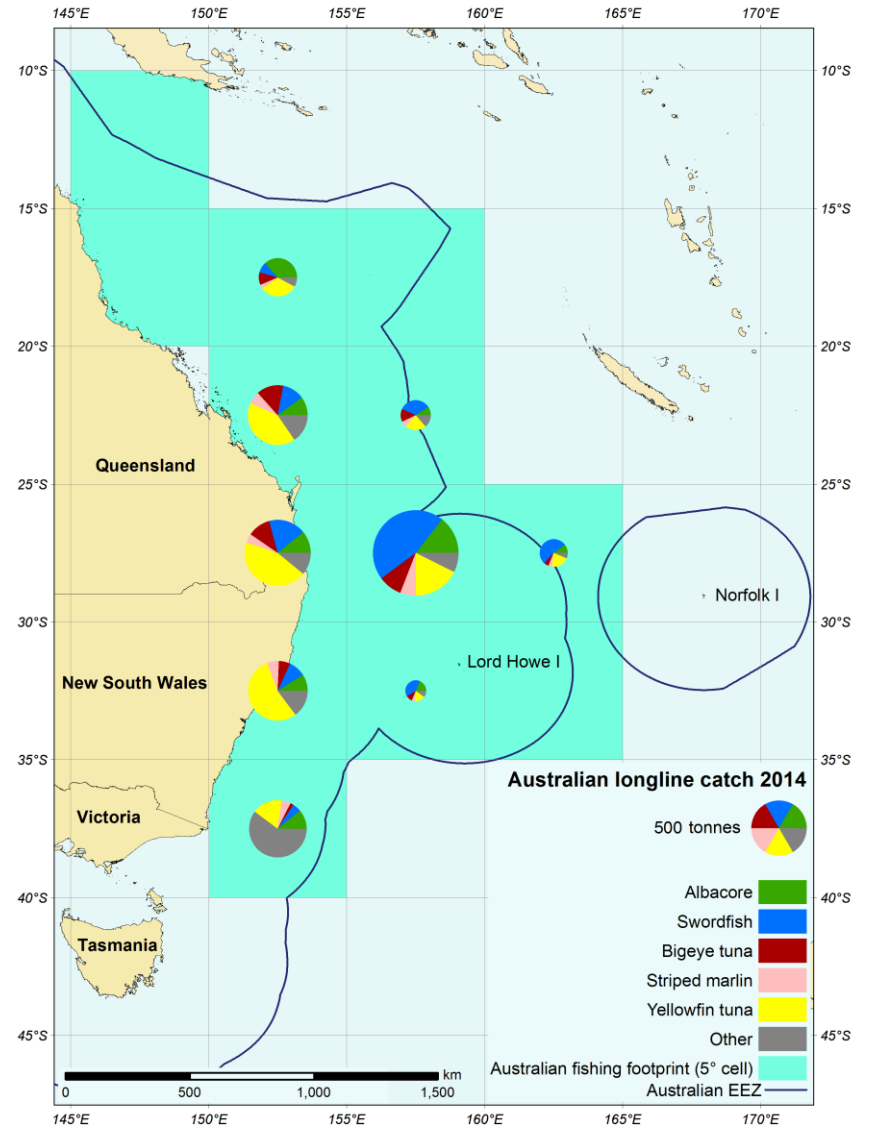 145°E 150°E 155°E 160°E 165°E 170°E
10°S 10°S
15°S 15°S
20°S 20°S
Queensland
25°S 25°S
Norfolk I
30°S 30°S
Lord Howe I
New South Wales
35°S 35°S
Australian longline catch 2014
Victoria
500 tonnes
Albacore
40°S 40°S
Swordfish
Tasmania
Bigeye tuna
Striped marlin
Yellowfin tuna
Other
45°S 45°S
Australian fishing footprint (5° cell)
km
0 500 1,000 1,500
Australian EEZ
145°E 150°E 155°E 160°E 165°E 170°E